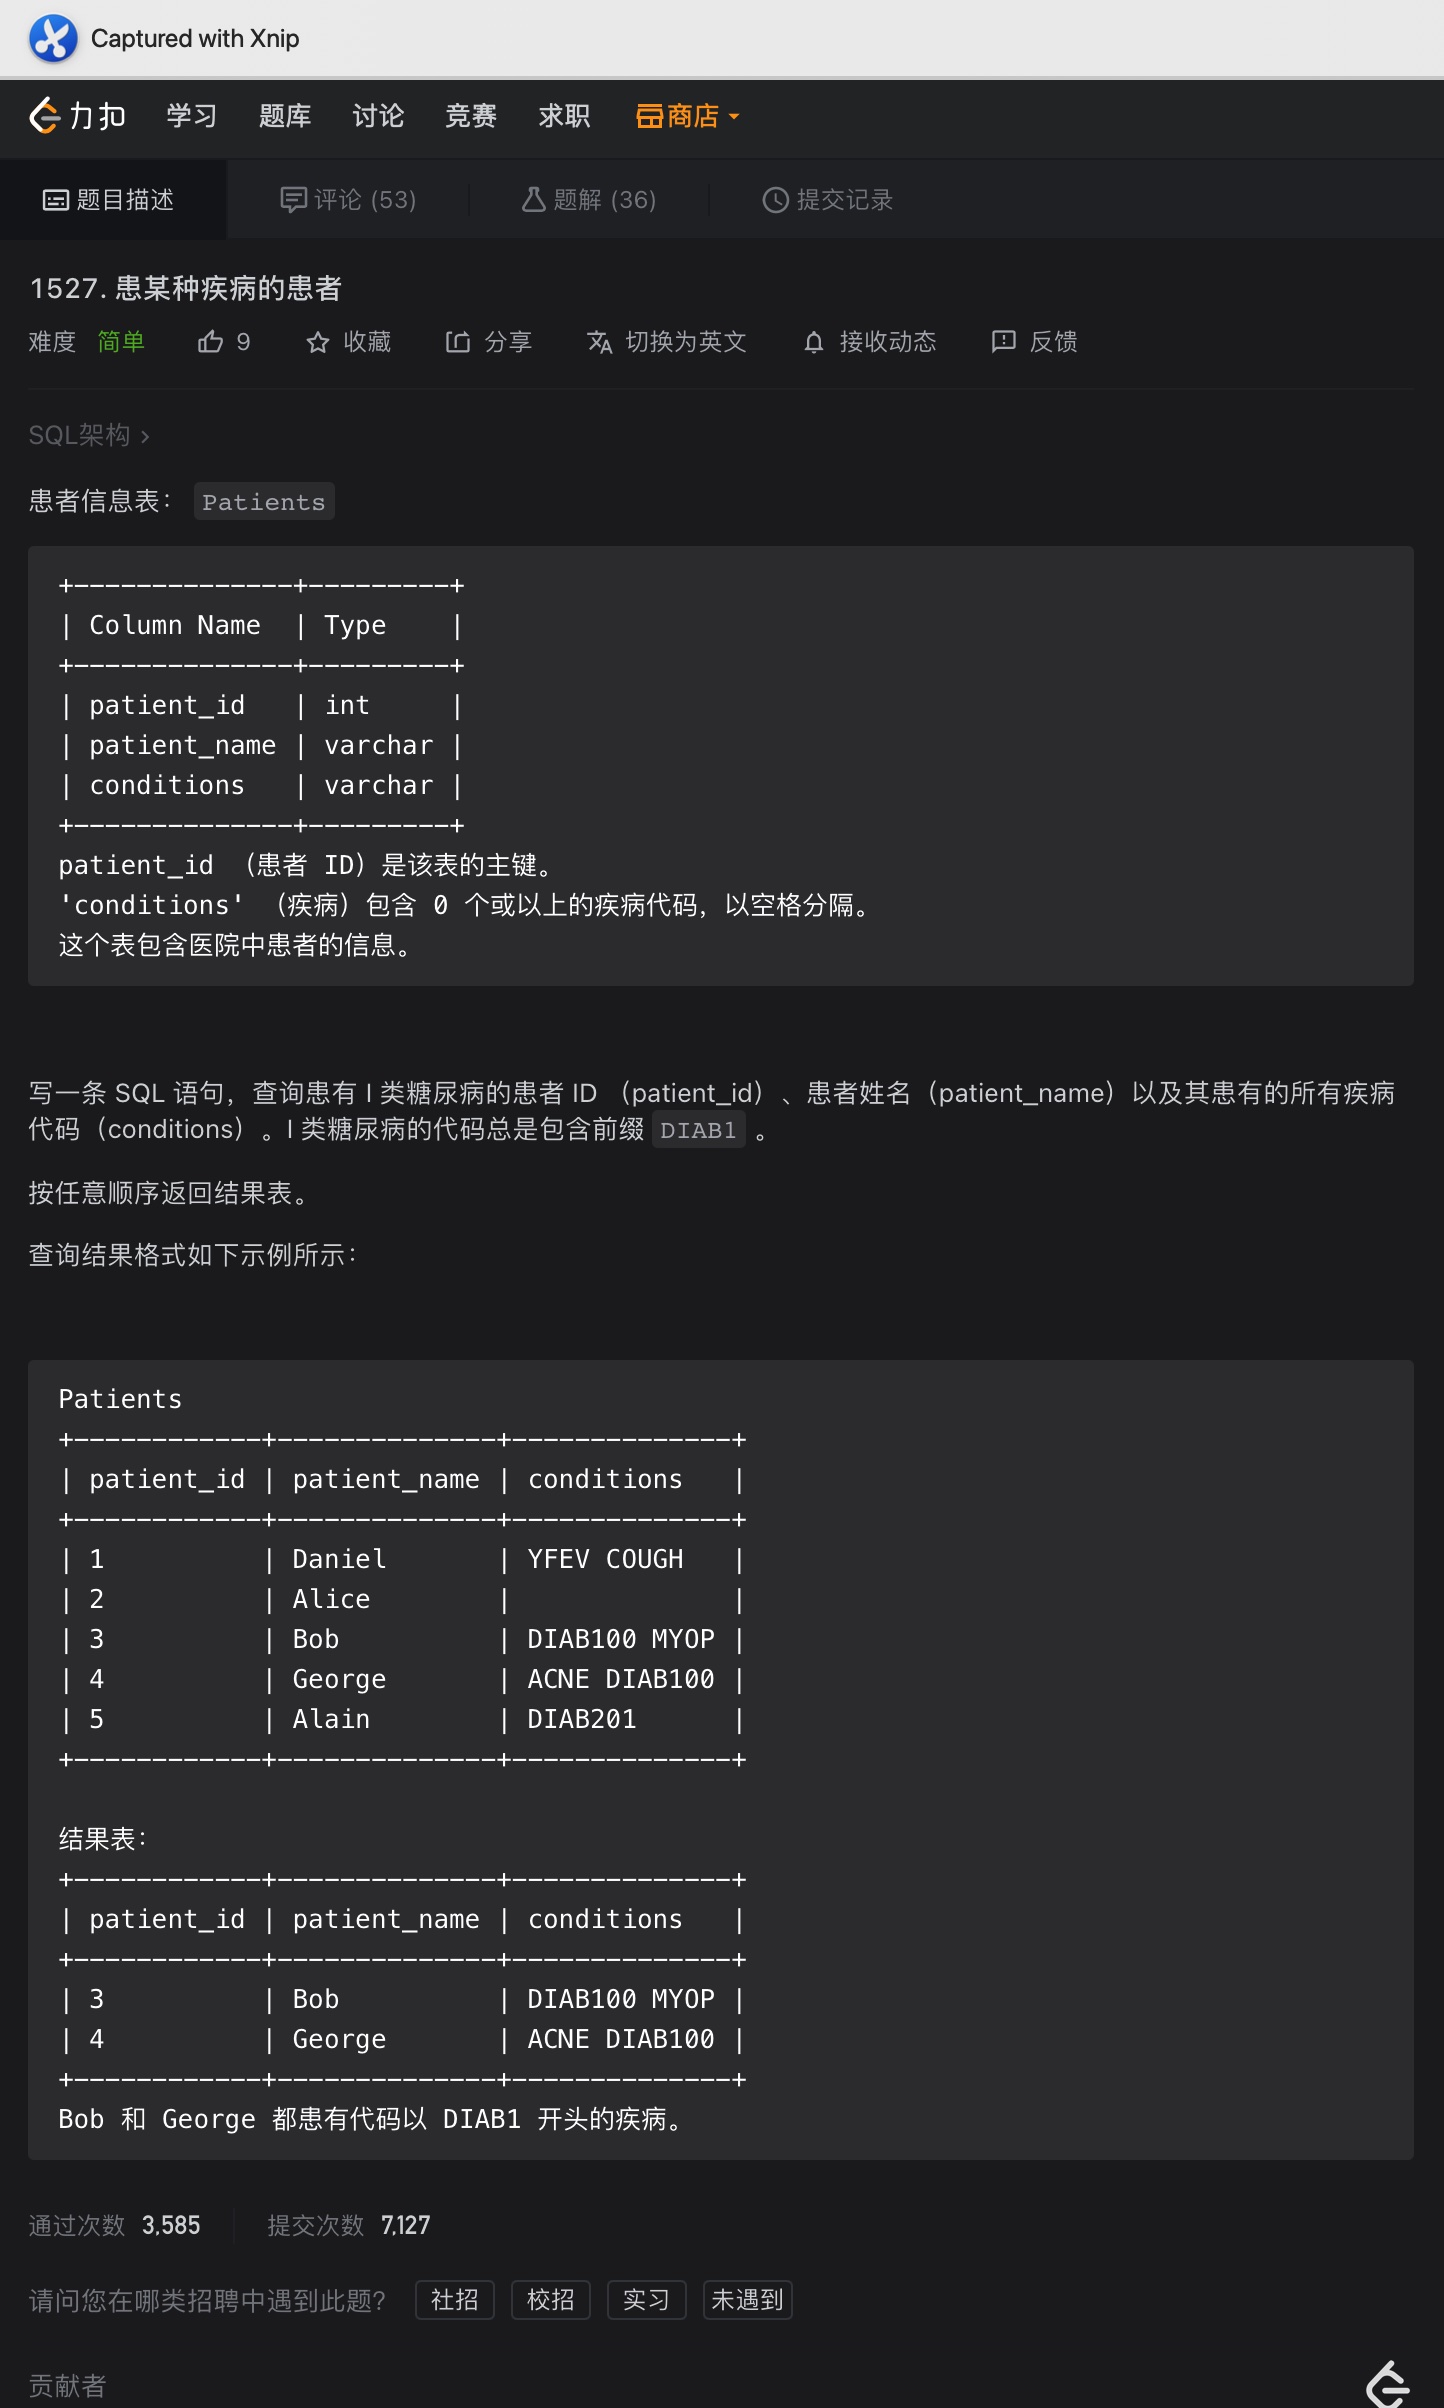 Captured with Xnip
力扣 学习 题库 讨论 竞赛 求职 商店
题目描述 评论 (53) 题解 (36) 提交记录
1527. 患某种疾病的患者
难度 简单 9 收藏 分享 切换为英文 接收动态 反馈
SQL架构 >
患者信息表： Patients
+--------------+---------+
| Column Name  | Type    |
+--------------+---------+
| patient_id   | int     |
| patient_name | varchar |
| conditions   | varchar |
+--------------+---------+
patient_id （患者 ID）是该表的主键。
'conditions' （疾病）包含 0 个或以上的疾病代码，以空格分隔。
这个表包含医院中患者的信息。
写一条 SQL 语句，查询患有 I 类糖尿病的患者 ID （patient_id）、患者姓名（patient_name）以及其患有的所有疾病
代码（conditions）。I 类糖尿病的代码总是包含前缀 DIAB1 。
按任意顺序返回结果表。
查询结果格式如下示例所示：
Patients
+------------+--------------+--------------+
| patient_id | patient_name | conditions   |
+------------+--------------+--------------+
| 1          | Daniel       | YFEV COUGH   |
| 2          | Alice        |              |
| 3          | Bob          | DIAB100 MYOP |
| 4          | George       | ACNE DIAB100 |
| 5          | Alain        | DIAB201      |
+------------+--------------+--------------+
结果表：
+------------+--------------+--------------+
| patient_id | patient_name | conditions   |
+------------+--------------+--------------+
| 3          | Bob          | DIAB100 MYOP |
| 4          | George       | ACNE DIAB100 |
+------------+--------------+--------------+
Bob 和 George 都患有代码以 DIAB1 开头的疾病。
通过次数 3,585 提交次数 7,127
请问您在哪类招聘中遇到此题？ 社招 校招 实习 未遇到
贡献者